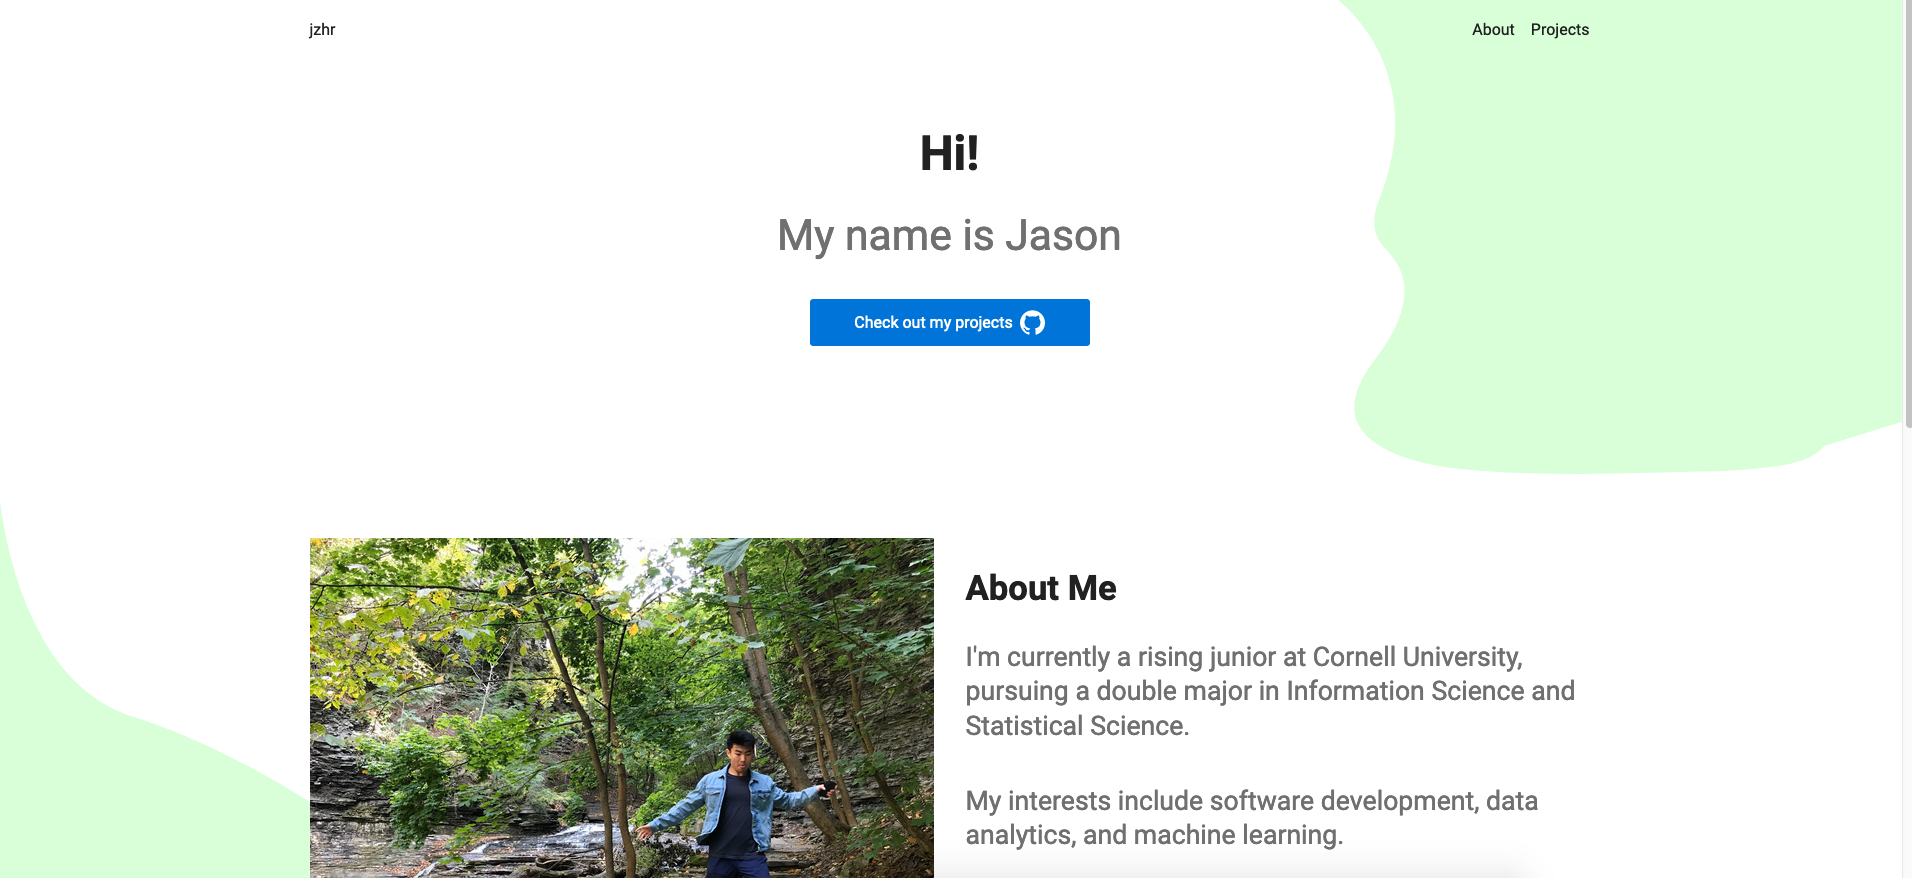 jzhr
About Projects
Hi!
My name is Jason
Check out my projects
About Me
I'm currently a rising junior at Cornell University,
pursuing a double major in Information Science and
Statistical Science.
My interests include software development, data
analytics, and machine learning.